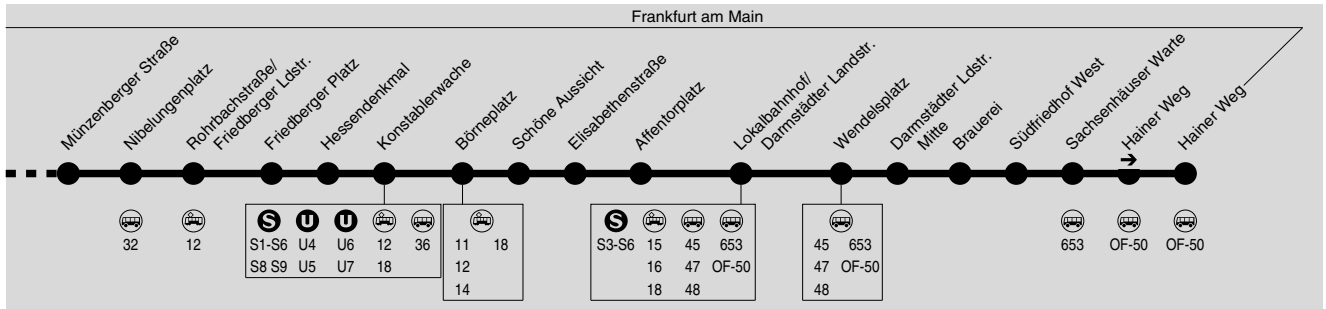 Frankfurt am Main
Münzenberger Straße
Nibelungenplatz
Rohrbachstraße/
Friedberger Ldstr.
Friedberger Platz
Hessendenkmal
Konstablerwache
Börneplatz
Schöne Aussicht
Elisabethenstraße
Affentorplatz
Lokalbahnhof/
Darmstädter Landstr.
Wendelsplatz
Darmstädter Ldstr.
Mitte
Brauerei
Südfriedhof West
Sachsenhäuser Warte
Hainer Weg
Hainer Weg
32
12
S U U
S1-S6 U4 U6 12 36
S8 S9 U5 U7 18
11 18
12
14
S
S3-S6 15 45 653
16 47 OF-50
18 48
45 653
47 OF-50
48
653
OF-50
OF-50